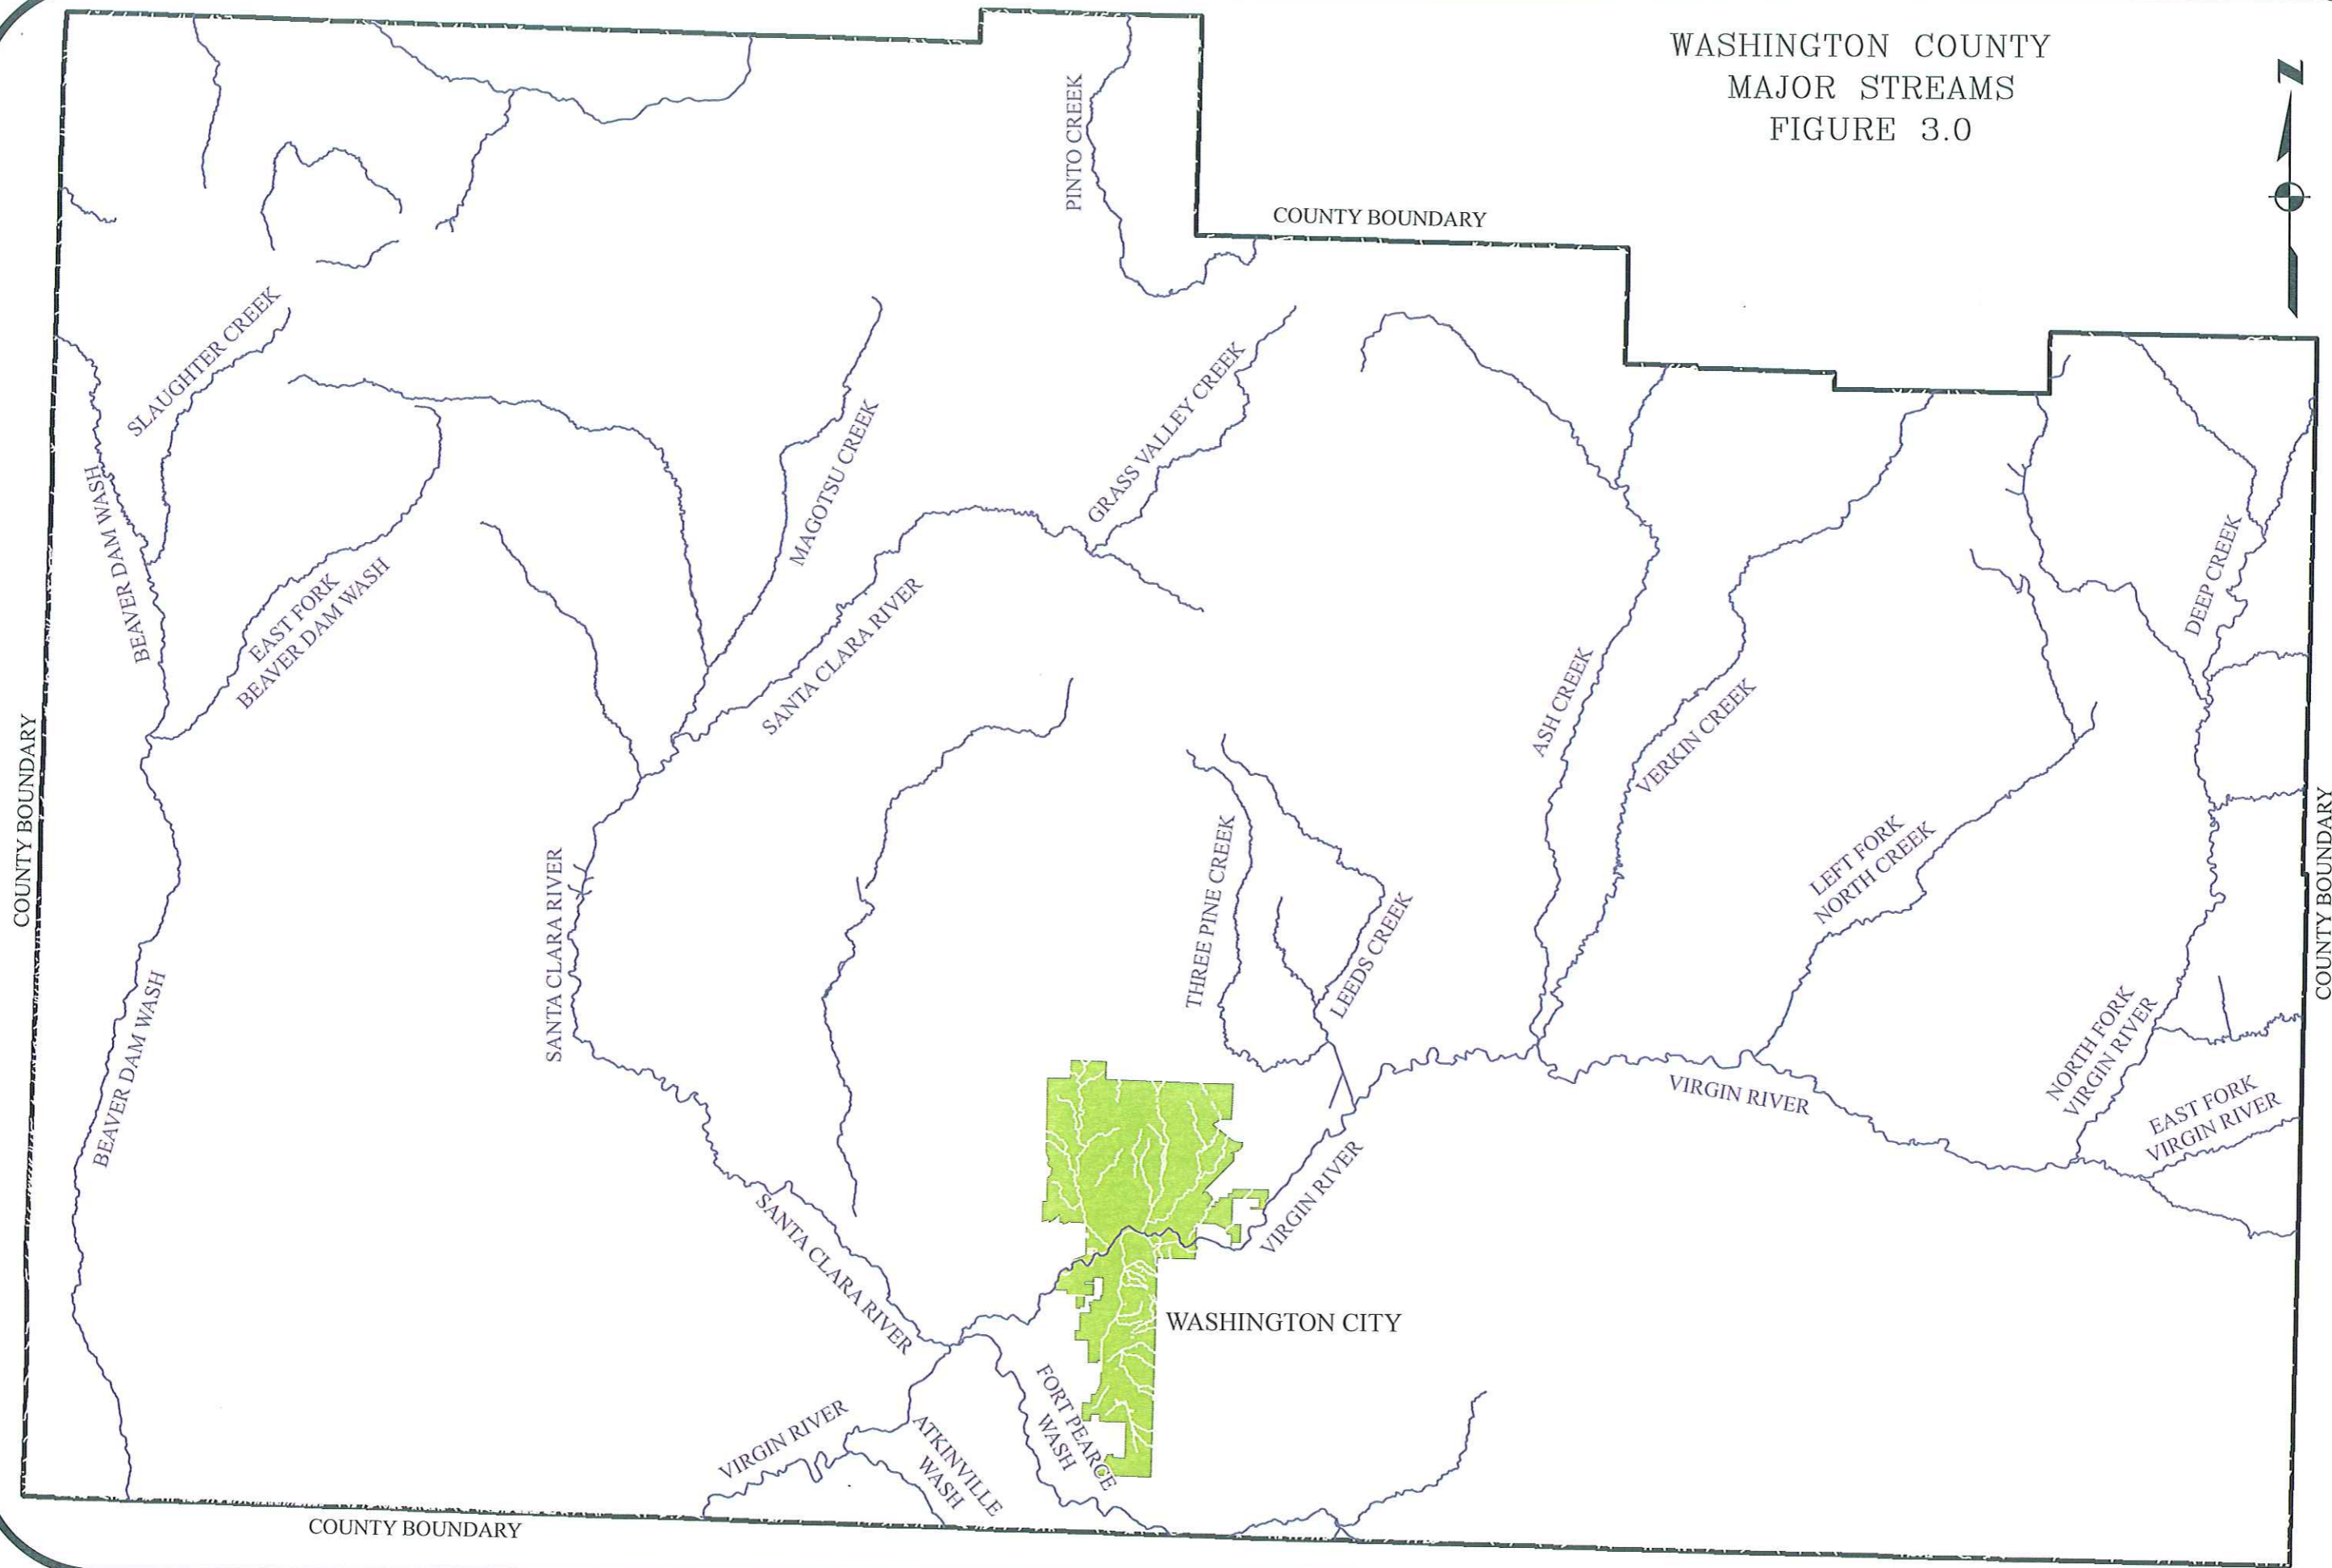 WASHINGTON COUNTY
MAJOR STREAMS
FIGURE 3.0
N
PINTO CREEK
COUNTY BOUNDARY
SLAUGHTER CREEK
BEAVER DAM WASH
EAST FORK
BEAVER DAM WASH
MAGOTSU CREEK
GRASS VALLEY CREEK
SANTA CLARA RIVER
ASH CREEK
VERKIN CREEK
DEEP CREEK
COUNTY BOUNDARY
COUNTY BOUNDARY
LEFT FORK
NORTH CREEK
SANTA CLARA RIVER
THREE PINE CREEK
LEEDS CREEK
BEAVER DAM WASH
NORTH FORK
VIRGIN RIVER
EAST FORK
VIRGIN RIVER
VIRGIN RIVER
VIRGIN RIVER
SANTA CLARA RIVER
WASHINGTON CITY
FORT PEARCE
WASH
VIRGIN RIVER
ATKINVILLE
WASH
COUNTY BOUNDARY